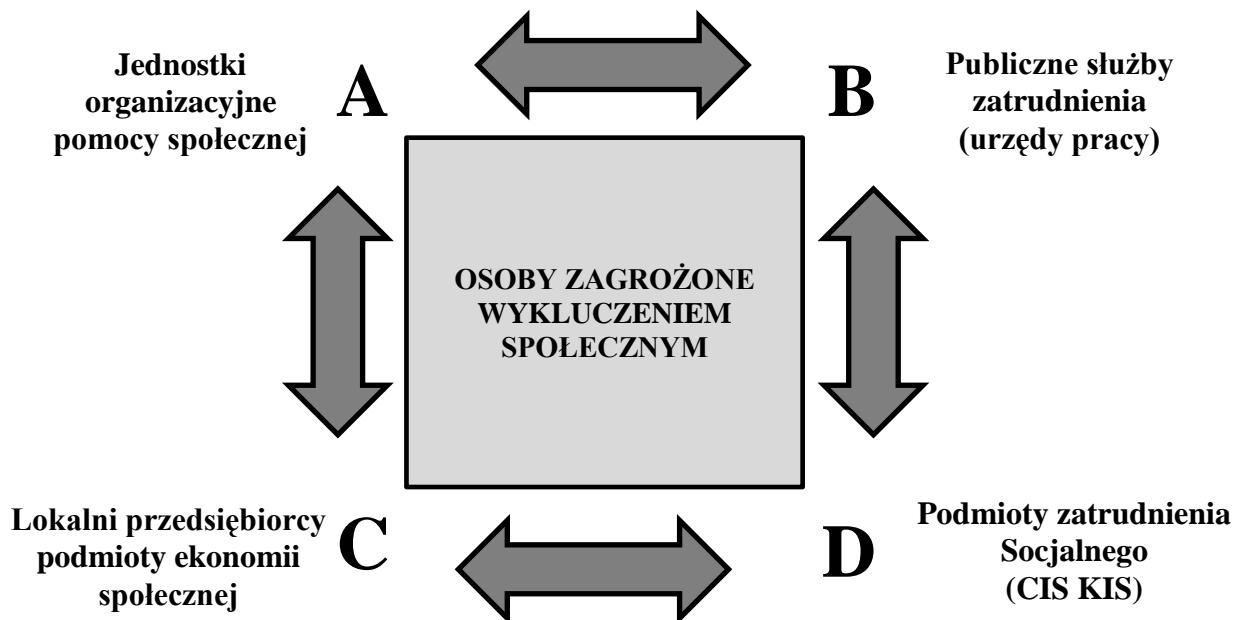 Jednostki
organizacyjne
pomocy społecznej
A
B
Publiczne służby
zatrudnienia
(urzędy pracy)
OSOBY ZAGROŻONE
WYKLUCZENIEM
SPOŁECZNYM
Lokalni przedsiębiorcy
podmioty ekonomii
społecznej
C
D
Podmioty zatrudnienia
Socjalnego
(CIS KIS)